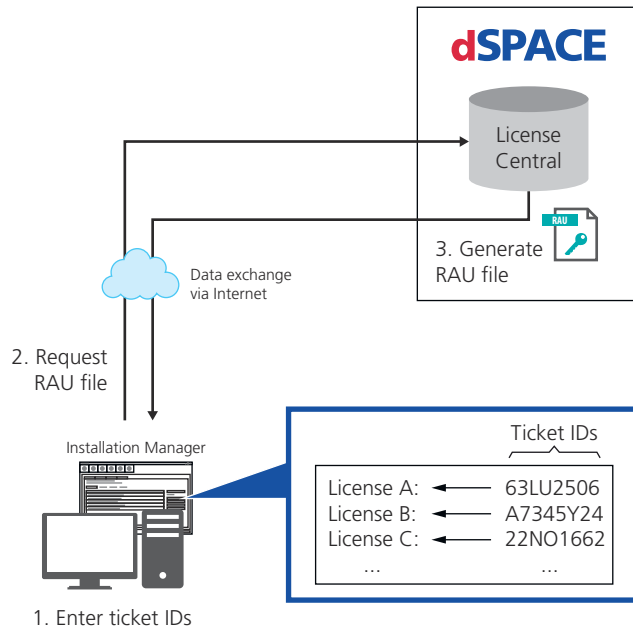 dSPACE
License
Central
RAU
3. Generate
RAU file
Data exchange
via Internet
2. Request
RAU file
Installation Manager
Ticket IDs
License A: 63LU2506
License B: A7345Y24
License C: 22NO1662
... ...
1. Enter ticket IDs